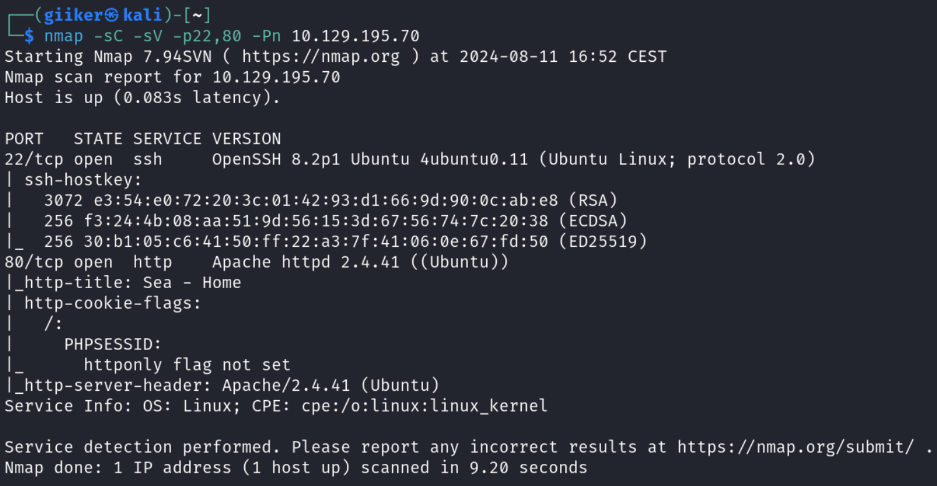 ┌──(giiker㉿kali)-[~]
└─$ nmap -sC -sV -p22,80 -Pn 10.129.195.70
Starting Nmap 7.94SVN ( https://nmap.org ) at 2024-08-11 16:52 CEST
Nmap scan report for 10.129.195.70
Host is up (0.083s latency).

PORT   STATE SERVICE VERSION
22/tcp open  ssh     OpenSSH 8.2p1 Ubuntu 4ubuntu0.11 (Ubuntu Linux; protocol 2.0)
| ssh-hostkey:
|   3072 e3:54:e0:72:20:3c:01:42:93:d1:66:9d:90:0c:ab:e8 (RSA)
|   256 f3:24:4b:08:aa:51:9d:56:15:3d:67:56:74:7c:20:38 (ECDSA)
|_  256 30:b1:05:c6:41:50:ff:22:a3:7f:41:06:0e:67:fd:50 (ED25519)
80/tcp open  http    Apache httpd 2.4.41 ((Ubuntu))
|_http-title: Sea - Home
| http-cookie-flags:
|   /:
|     PHPSESSID:
|_      httponly flag not set
|_http-server-header: Apache/2.4.41 (Ubuntu)
Service Info: OS: Linux; CPE: cpe:/o:linux:linux_kernel

Service detection performed. Please report any incorrect results at https://nmap.org/submit/ .
Nmap done: 1 IP address (1 host up) scanned in 9.20 seconds